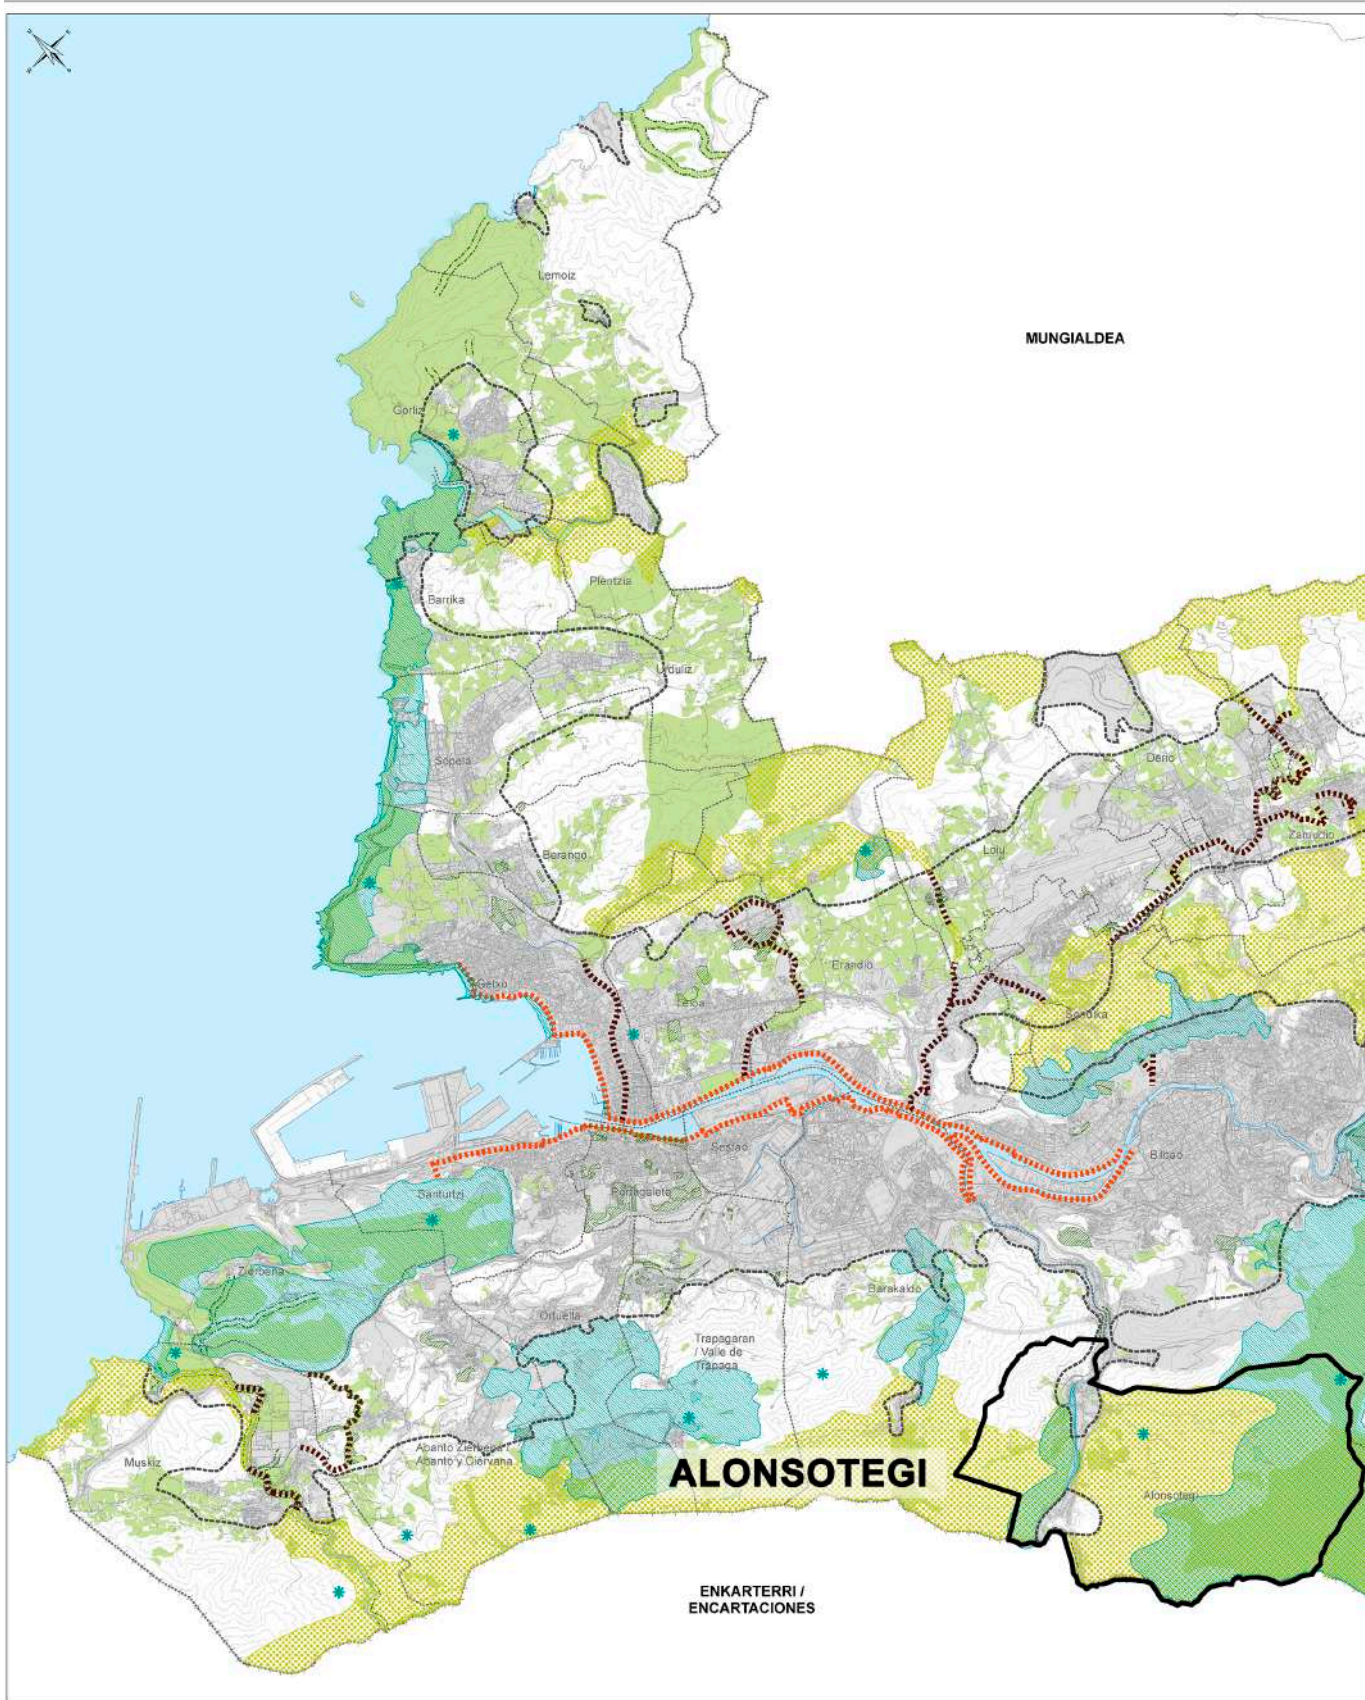 Lemoiz
MUNGIALDEA
Gorliz
Plentzia
Barrika
Urduliz
Sopela
Derio
Zamudio
Berango
Loiu
Erandio
Getxo
Leioa
Sondika
Sestao
Bilbao
Portugalete
Santurtzi
Zierbena
Barakaldo
Ortuella
Trapagaran
/ Valle de
Trapaga
Muskiz
Abanto Zierbena /
Abanto y Ciérvana
ALONSOTEGI
Alonsotegi
ENKARTERRI /
ENCARTACIONES